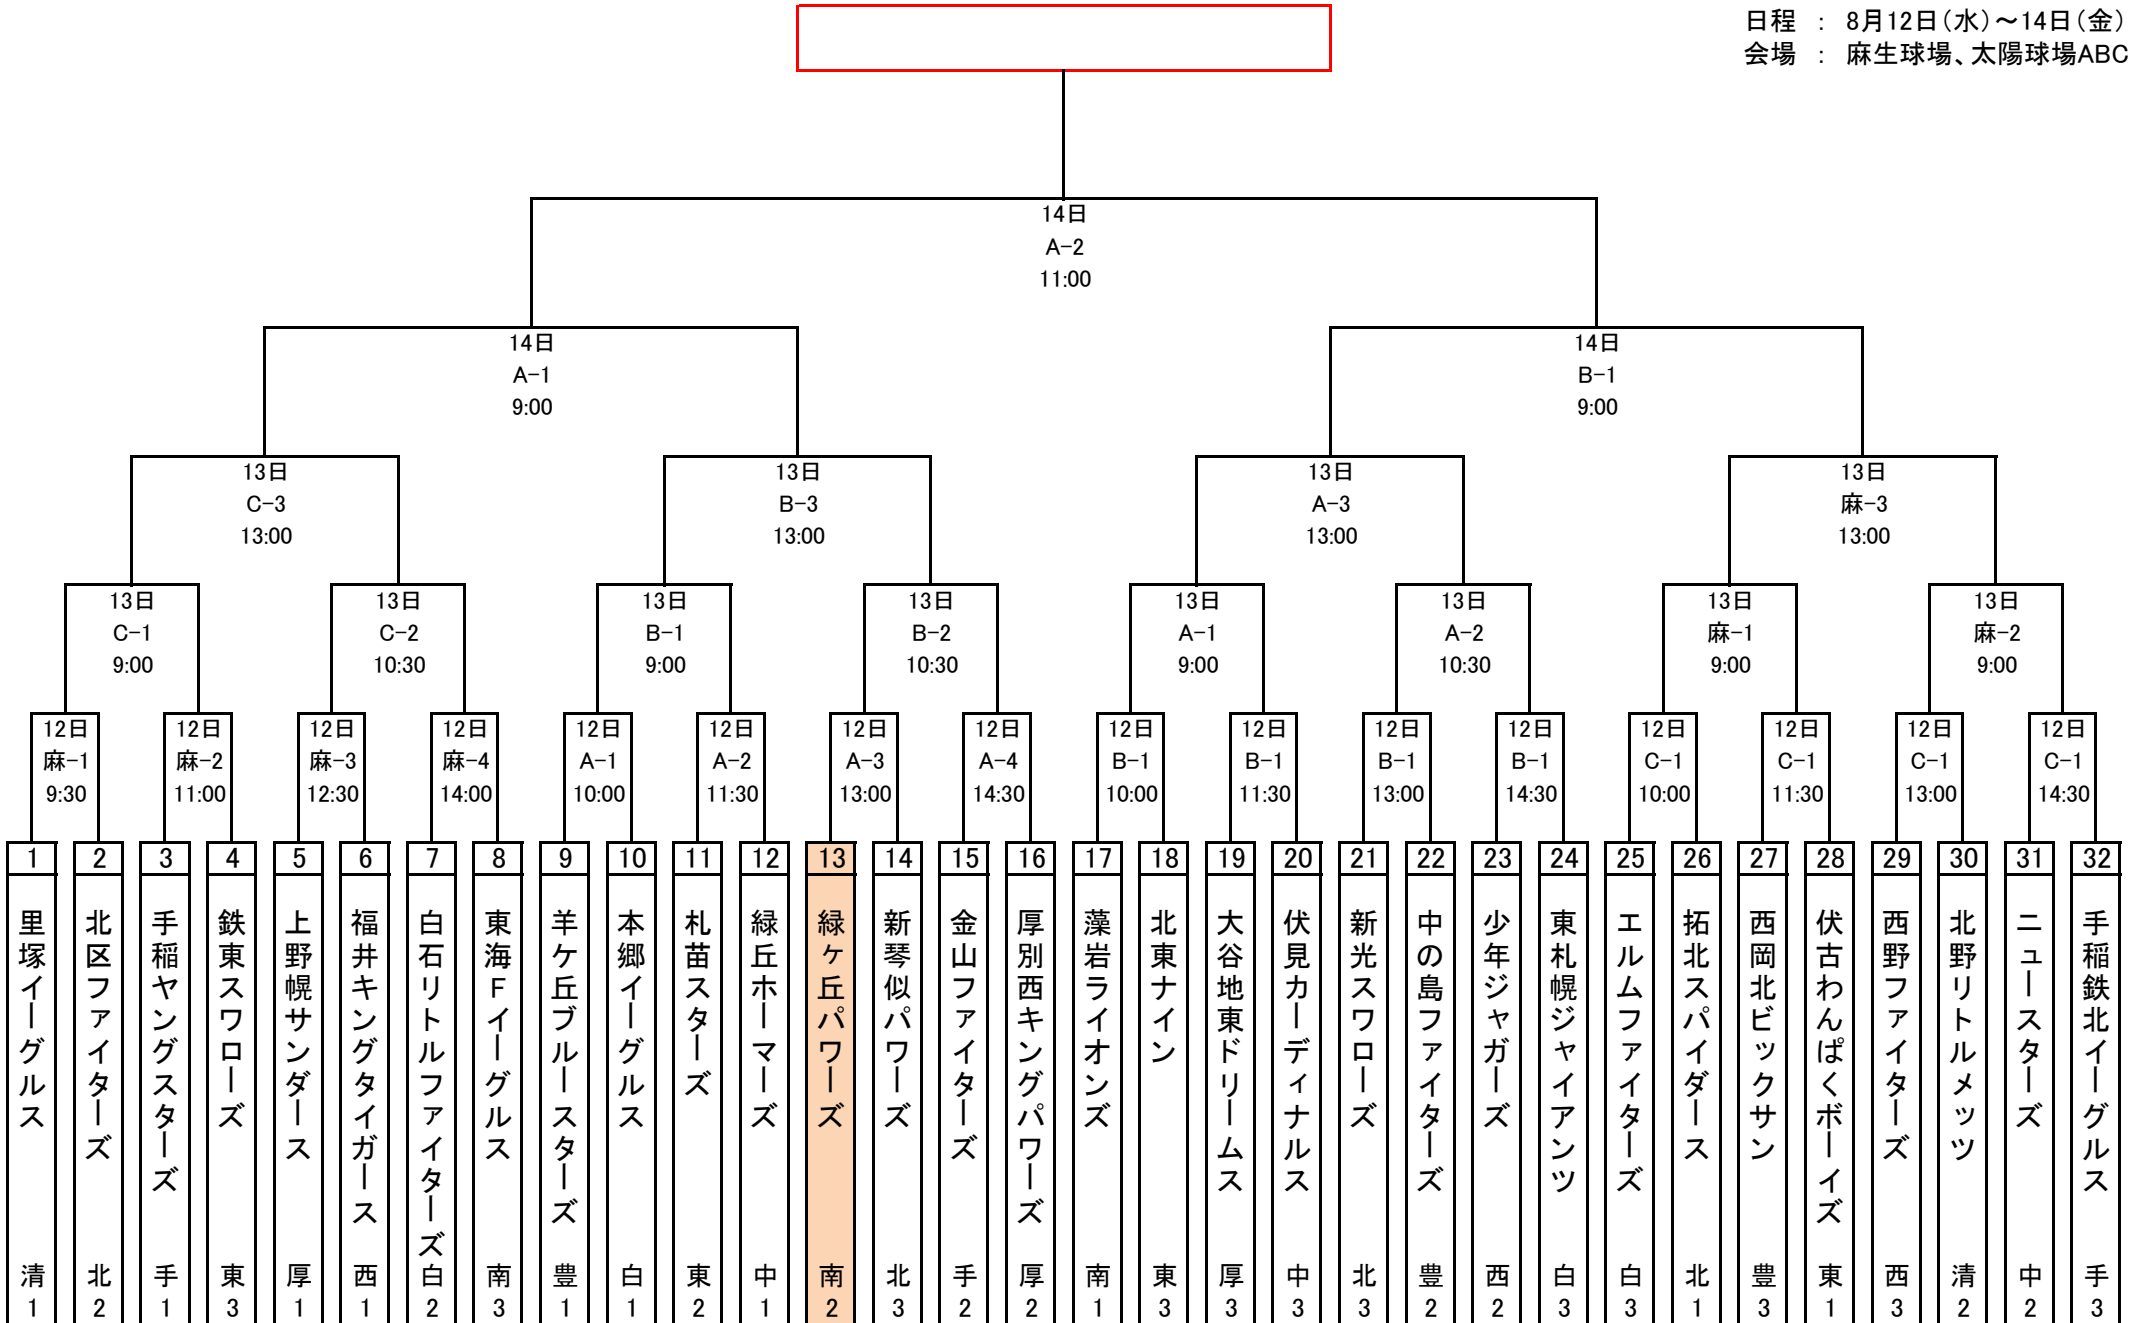 日程 : 8月12日(水)~14日(金)
会場 : 麻生球場、太陽球場ABC
14日
A-2
11:00
14日
A-1
9:00
14日
B-1
9:00
13日
C-3
13:00
13日
B-3
13:00
13日
A-3
13:00
13日
麻-3
13:00
13日
C-1
9:00
13日
C-2
10:30
13日
B-1
9:00
13日
B-2
10:30
13日
A-1
9:00
13日
A-2
10:30
13日
麻-1
9:00
13日
麻-2
9:00
12日
麻-1
9:30
12日
麻-2
11:00
12日
麻-3
12:30
12日
麻-4
14:00
12日
A-1
10:00
12日
A-2
11:30
12日
A-3
13:00
12日
A-4
14:30
12日
B-1
10:00
12日
B-1
11:30
12日
B-1
13:00
12日
B-1
14:30
12日
C-1
10:00
12日
C-1
11:30
12日
C-1
13:00
12日
C-1
14:30
1
里塚イーグルス
清1
2
北区ファイターズ
北2
3
手稲ヤングスターズ
手1
4
鉄東スワローズ
東3
5
上野幌サンダース
厚1
6
福井キングタイガース
西1
7
白石リトルファイターズ
白2
8
東海Fイーグルス
南3
9
羊ケ丘ブルースターズ
豊1
10
本郷イーグルス
白1
11
札苗スターズ
東2
12
緑丘ホーマーズ
中1
13
緑ヶ丘パワーズ
南2
14
新琴似パワーズ
北3
15
金山ファイターズ
手2
16
厚別西キングパワーズ
厚2
17
藻岩ライオンズ
南1
18
北東ナイン
東3
19
大谷地東ドリームス
厚3
20
伏見カーディナルス
中3
21
新光スワローズ
北3
22
中の島ファイターズ
豊2
23
少年ジャガーズ
西2
24
東札幌ジャイアンツ
白3
25
エルムファイターズ
白3
26
拓北スパイダース
北1
27
西岡北ビックサン
豊3
28
伏古わんぱくボーイズ
東1
29
西野ファイターズ
西3
30
北野リトルメッツ
清2
31
ニュースターズ
中2
32
手稲鉄北イーグルス
手3